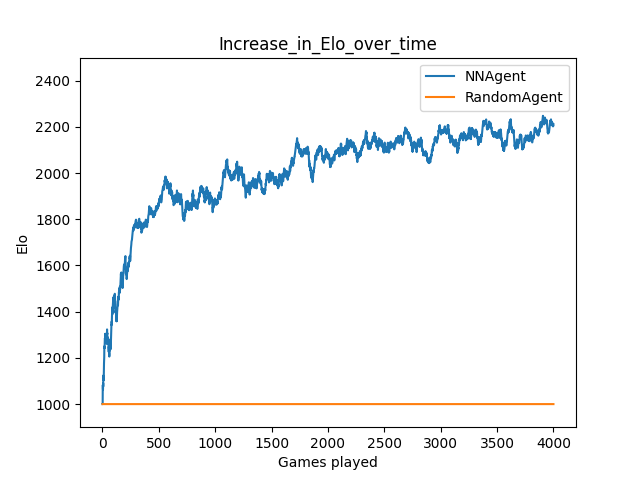 Increase_in_Elo_over_time
NNAgent
RandomAgent
2400
2200
2000
1800
1600
1400
1200
1000
Elo
0 500 1000 1500 2000 2500 3000 3500 4000
Games played